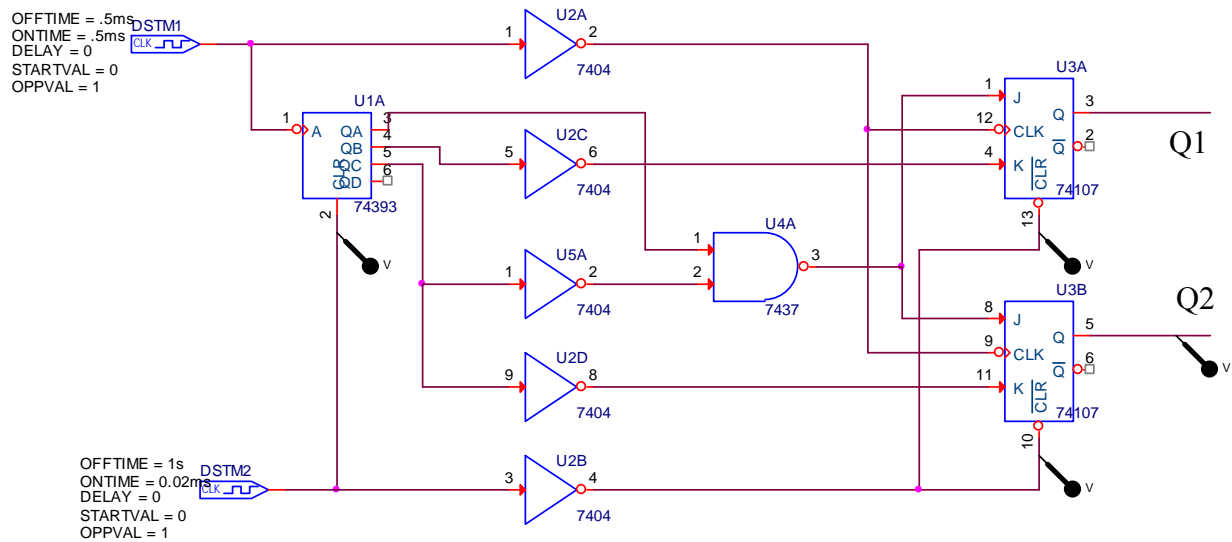 OFFTIME = .5ms
DSTM1
ONTIME = .5ms
CLK
DELAY = 0
STARTVAL = 0
OPPVAL = 1
U2A
1
2
7404
U1A
1
A
QA
3
QB
4
QC
5
QD
6
CLR
2
74393
V
U2C
5
6
7404
U5A
1
2
7404
U4A
1
2
3
7437
U2D
9
8
7404
U2B
3
4
7404
U3A
1
J
Q
3
12
CLK
Q
2
4
K
CLR
74107
13
V
Q1
U3B
8
J
Q
5
9
CLK
Q
6
11
K
CLR
74107
10
V
Q2
V
OFFTIME = 1s
DSTM2
ONTIME = 0.02ms
CLK
DELAY = 0
STARTVAL = 0
OPPVAL = 1